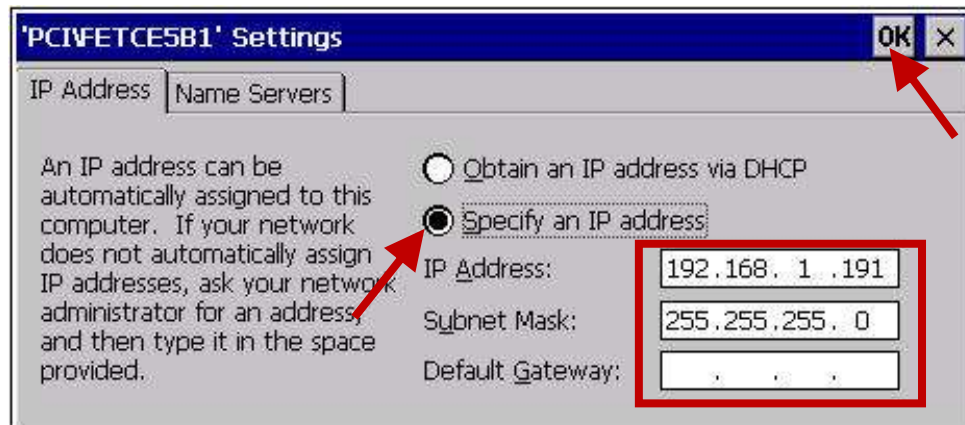 'PCI\FETCE5B1' Settings OK ×
IP Address Name Servers
An IP address can be
automatically assigned to this
computer. If your network
does not automatically assign
IP addresses, ask your network
administrator for an address,
and then type it in the space
provided.
Obtain an IP address via DHCP
Specify an IP address
IP Address: 192.168. 1 .191
Subnet Mask: 255.255.255. 0
Default Gateway: . . .